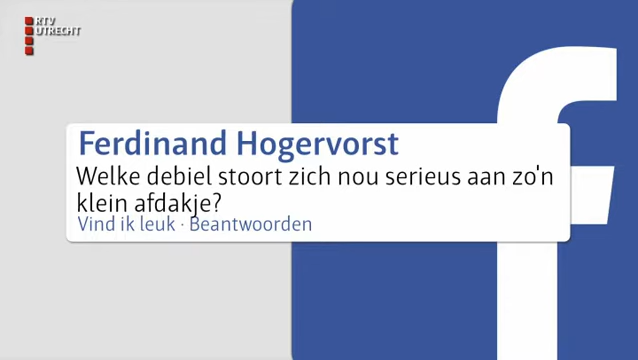 RTV
UTRECHT
Ferdinand Hogervorst
Welke debiel stoort zich nou serieus aan zo'n
klein afdakje?
Vind ik leuk · Beantwoorden